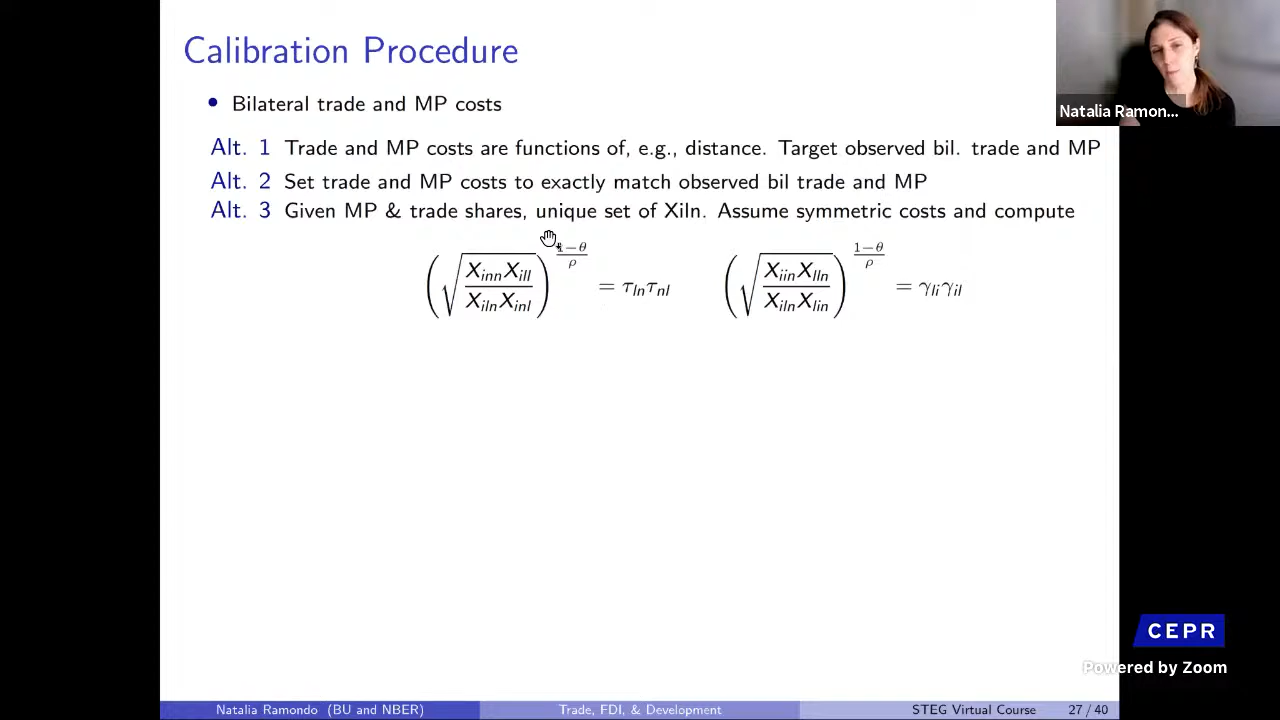 Calibration Procedure
• Bilateral trade and MP costs
Alt. 1 Trade and MP costs are functions of, e.g., distance. Target observed bil. trade and MP
Alt. 2 Set trade and MP costs to exactly match observed bil trade and MP
Alt. 3 Given MP & trade shares, unique set of Xiln. Assume symmetric costs and compute
(√(X_inn X_ill / X_iln X_inl))^((1−θ)/ρ) = τ_ln τ_nl (√(X_iin X_lln / X_iln X_lin))^((1−θ)/ρ) = γ_li γ_il
Natalia Ramon...
CEPR
Powered by Zoom
Natalia Ramondo (BU and NBER) Trade, FDI, & Development STEG Virtual Course 27 / 40